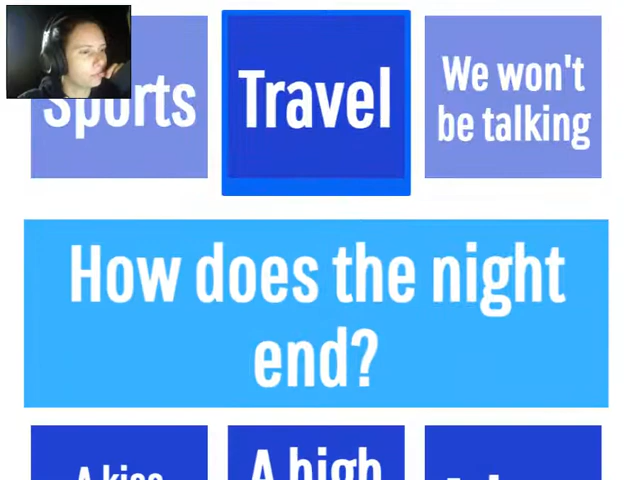 Sports
Travel
We won't
be talking
How does the night
end?
A kiss
A high